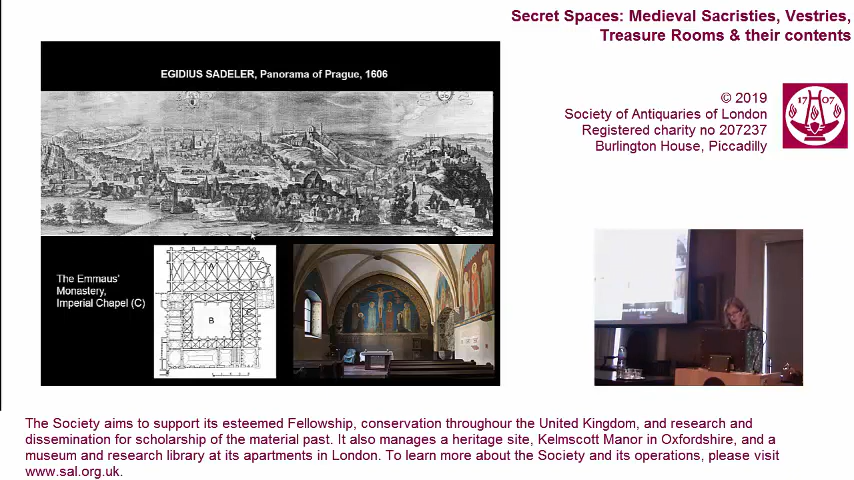 Secret Spaces: Medieval Sacristies, Vestries,
Treasure Rooms & their contents
EGIDIUS SADELER, Panorama of Prague, 1606
© 2019
Society of Antiquaries of London
Registered charity no 207237
Burlington House, Piccadilly
17 07
The Emmaus'
Monastery,
Imperial Chapel (C)
A
B
The Society aims to support its esteemed Fellowship, conservation throughour the United Kingdom, and research and
dissemination for scholarship of the material past. It also manages a heritage site, Kelmscott Manor in Oxfordshire, and a
museum and research library at its apartments in London. To learn more about the Society and its operations, please visit
www.sal.org.uk.